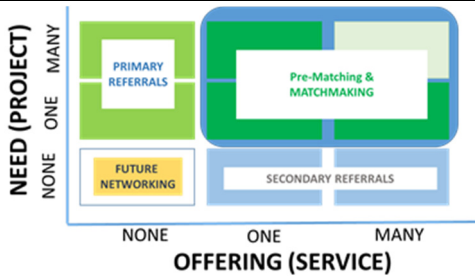 NEED (PROJECT)
MANY
ONE
NONE
PRIMARY
REFERRALS
Pre-Matching &
MATCHMAKING
FUTURE
NETWORKING
SECONDARY REFERRALS
NONE
ONE
MANY
OFFERING (SERVICE)